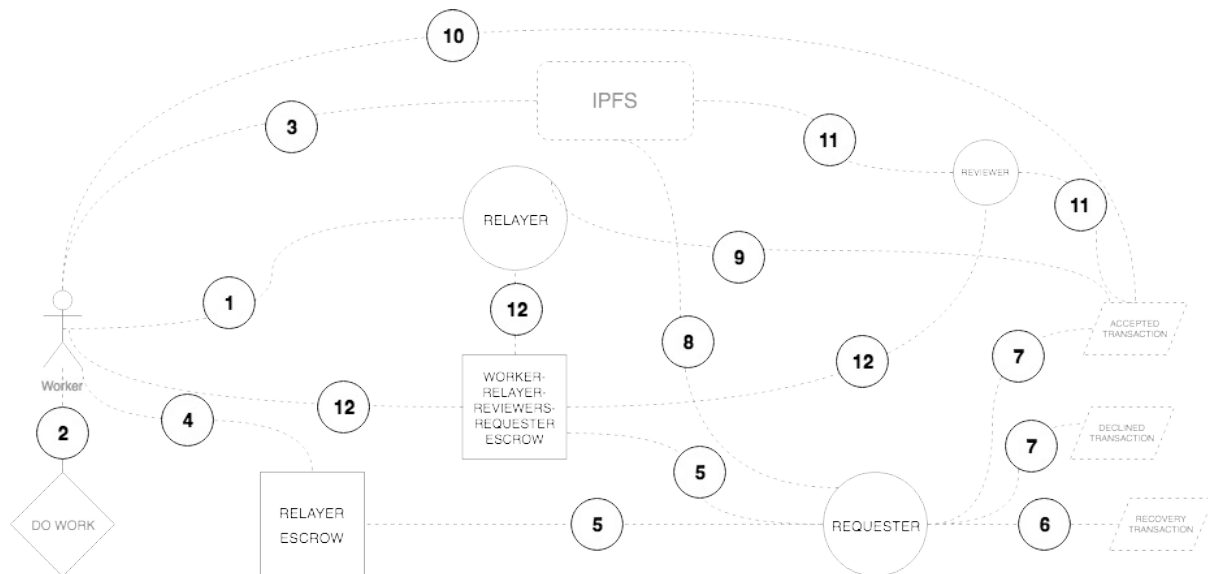 10
IPFS
3
11
REVIEWER
11
RELAYER
9
1
12
ACCEPTED
TRANSACTION
7
8
12
Worker
WORKER-
RELAYER-
REVIEWERS-
REQUESTER
ESCROW
12
4
2
DECLINED
TRANSACTION
7
5
DO WORK
RELAYER
ESCROW
5
REQUESTER
6
RECOVERY
TRANSACTION